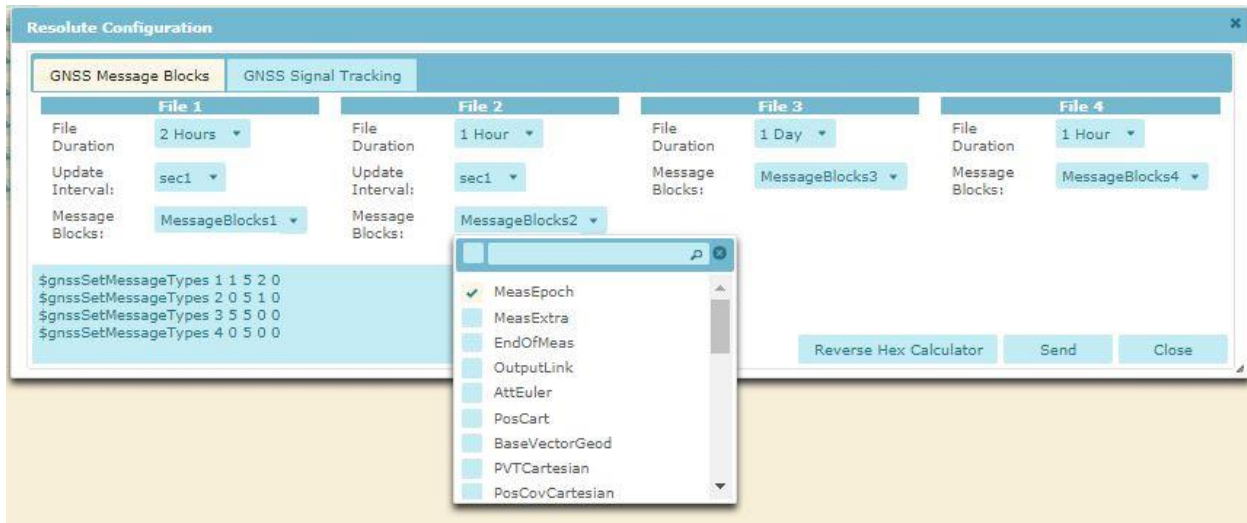 Resolute Configuration
GNSS Message Blocks GNSS Signal Tracking
File 1 File 2 File 3 File 4
File Duration 2 Hours File Duration 1 Hour File Duration 1 Day File Duration 1 Hour
Update Interval: sec1 Update Interval: sec1 Message Blocks: MessageBlocks3 Message Blocks: MessageBlocks4
Message Blocks: MessageBlocks1 Message Blocks: MessageBlocks2
$gnssSetMessageTypes 1 1 5 2 0
$gnssSetMessageTypes 2 0 5 1 0
$gnssSetMessageTypes 3 5 5 0 0
$gnssSetMessageTypes 4 0 5 0 0
MeasEpoch
MeasExtra
EndOfMeas
OutputLink
AttEuler
PosCart
BaseVectorGeod
PVTCartesian
PosCovCartesian
Reverse Hex Calculator Send Close